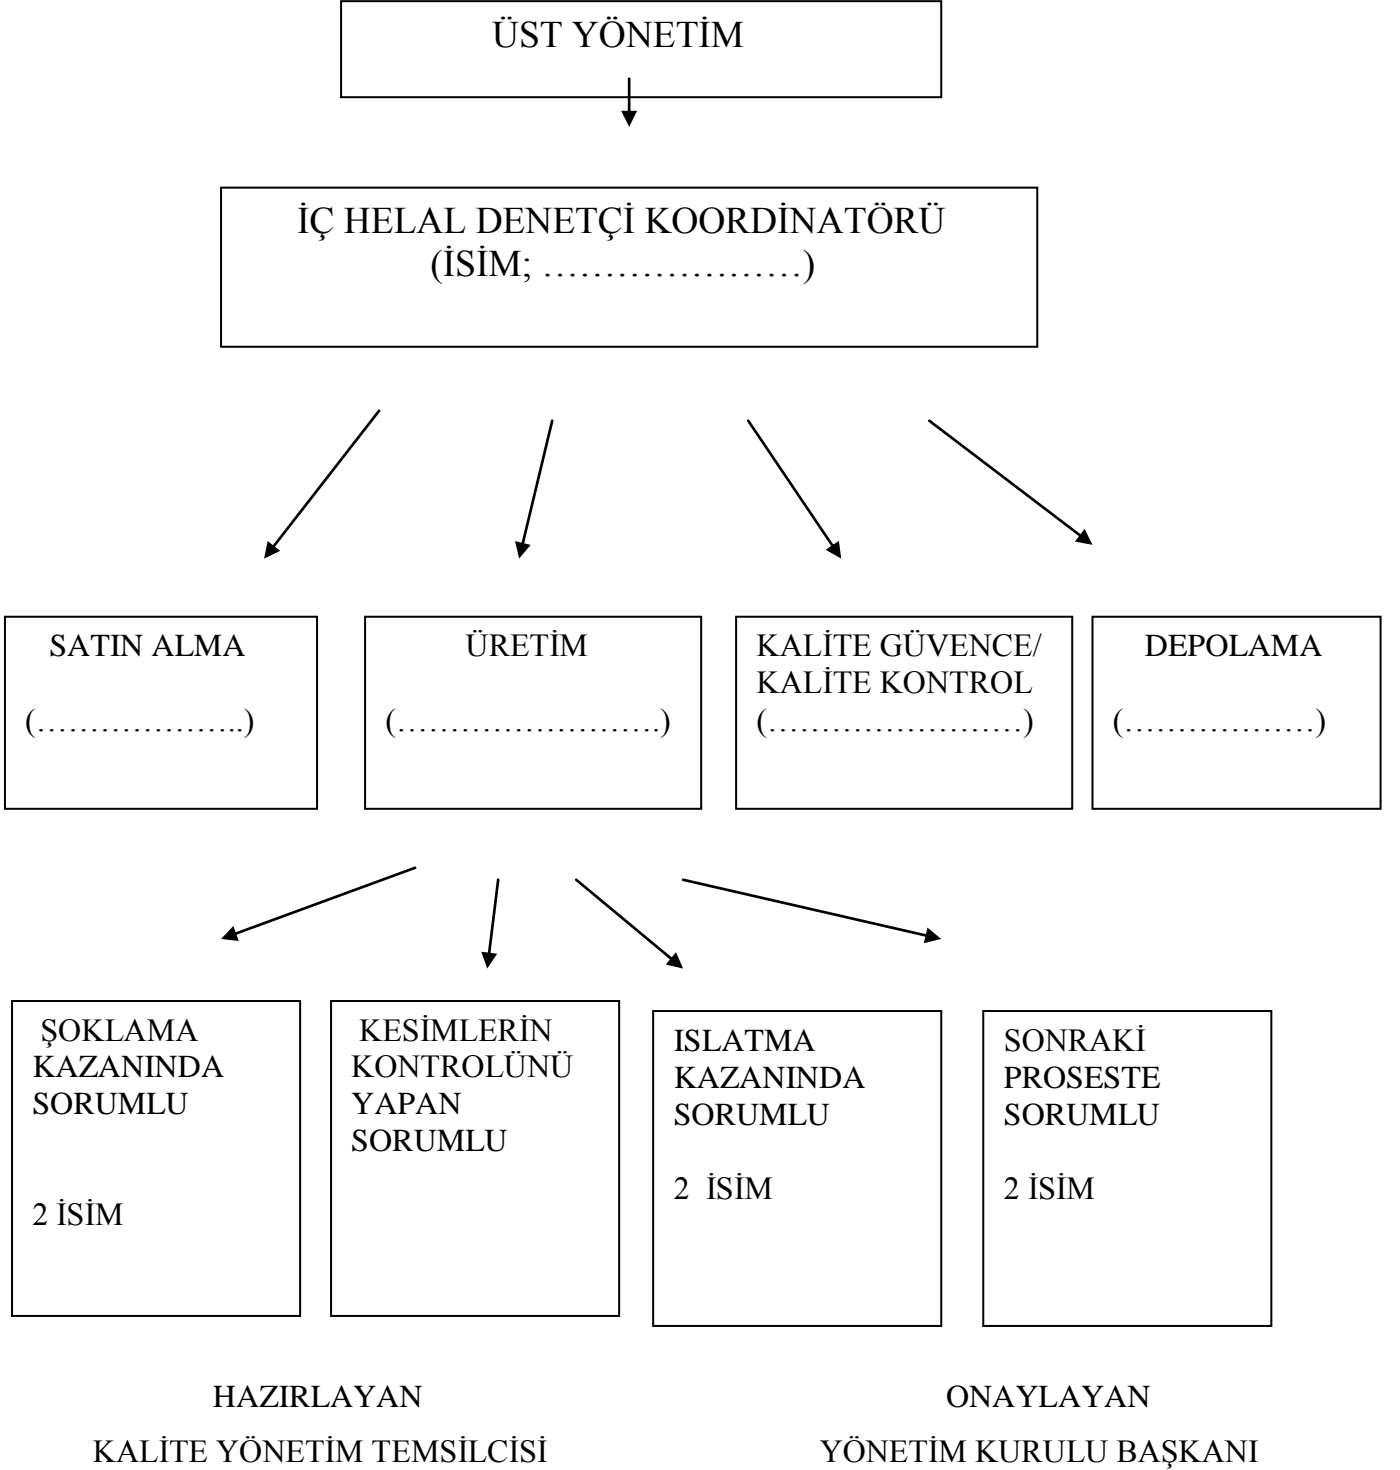 ÜST YÖNETİM
İÇ HELAL DENETÇİ KOORDİNATÖRÜ
(İSİM; …………………)
SATIN ALMA
(………………..)
ÜRETİM
(…………………….)
KALİTE GÜVENCE/
KALİTE KONTROL
(……………………)
DEPOLAMA
(………………)
ŞOKLAMA
KAZANINDA
SORUMLU
2 İSİM
KESİMLERİN
KONTROLÜNÜ
YAPAN
SORUMLU
ISLATMA
KAZANINDA
SORUMLU
2 İSİM
SONRAKİ
PROSESTE
SORUMLU
2 İSİM
HAZIRLAYAN
KALİTE YÖNETİM TEMSİLCİSİ
ONAYLAYAN
YÖNETİM KURULU BAŞKANI